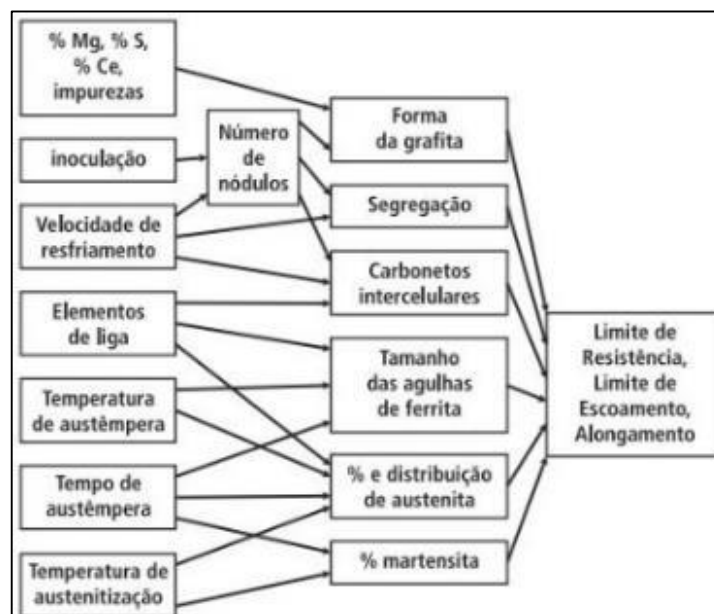 % Mg, % S,
% Ce,
impurezas
inoculação
Velocidade de
resfriamento
Elementos
de liga
Temperatura
de austêmpera
Tempo de
austêmpera
Temperatura de
austenitização
Número
de
nódulos
Forma
da grafita
Segregação
Carbonetos
intercelulares
Tamanho
das agulhas
de ferrita
% e distribuição
de austenita
% martensita
Limite de
Resistência,
Limite de
Escoamento,
Alongamento